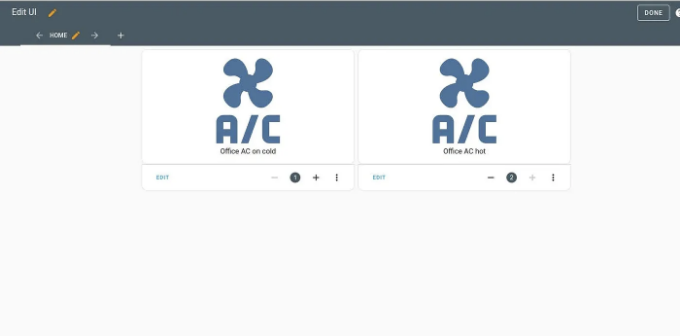 Edit UI
DONE
HOME
A/C
Office AC on cold
A/C
Office AC hot
EDIT
1
EDIT
2